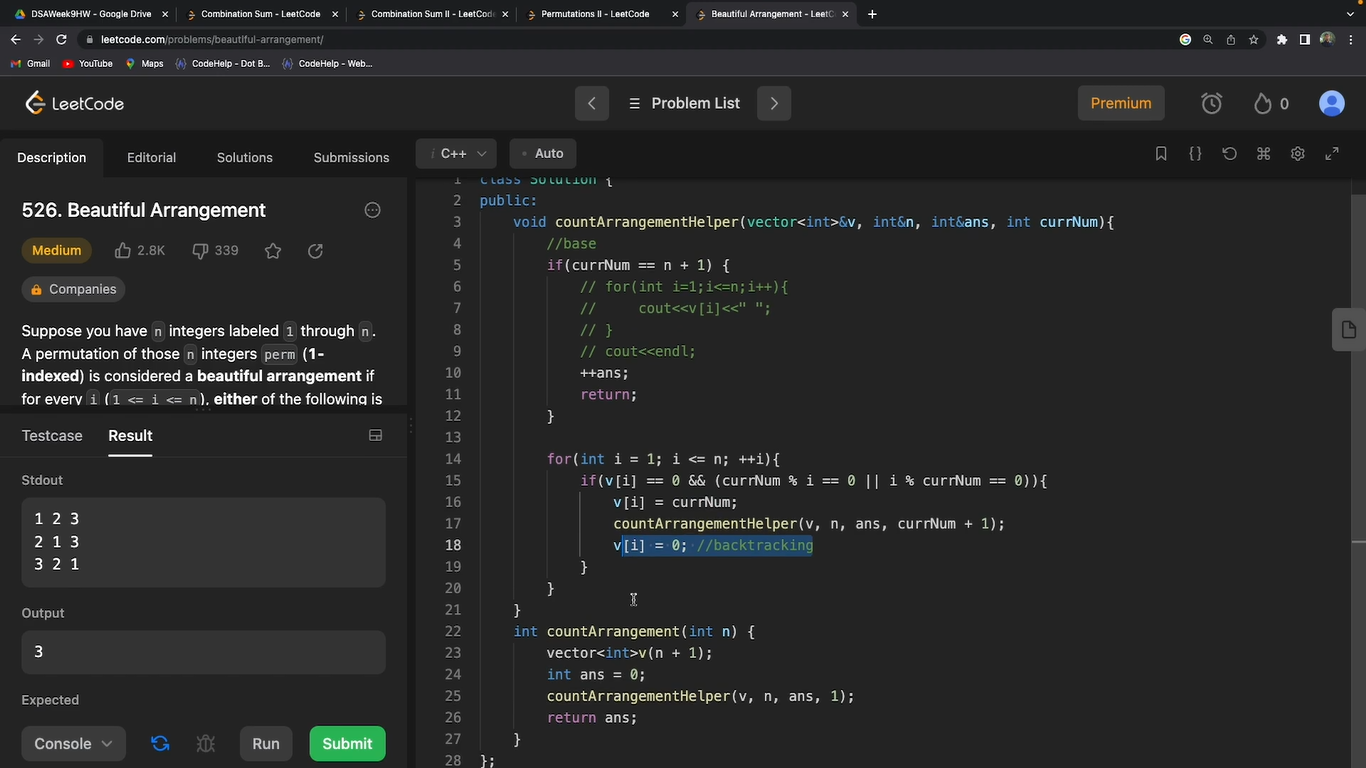 DSAWeek9HW - Google Drive
Combination Sum - LeetCode
Combination Sum II - LeetCode
Permutations II - LeetCode
Beautiful Arrangement - LeetC
leetcode.com/problems/beautiful-arrangement/
Gmail YouTube Maps CodeHelp - Dot B... CodeHelp - Web...
LeetCode
Problem List
Premium
0
Description Editorial Solutions Submissions
i C++
Auto
526. Beautiful Arrangement
Medium 2.8K 339
Companies
Suppose you have n integers labeled 1 through n.
A permutation of those n integers perm (1-
indexed) is considered a beautiful arrangement if
for every i (1 <= i <= n), either of the following is
Testcase Result
Stdout
1 2 3
2 1 3
3 2 1
Output
3
Expected
Console Run Submit
1 class Solution {
2 public:
3 void countArrangementHelper(vector<int>&v, int&n, int&ans, int currNum){
4 //base
5 if(currNum == n + 1) {
6 // for(int i=1;i<=n;i++){
7 // cout<<v[i]<<" ";
8 // }
9 // cout<<endl;
10 ++ans;
11 return;
12 }
13
14 for(int i = 1; i <= n; ++i){
15 if(v[i] == 0 && (currNum % i == 0 || i % currNum == 0)){
16 v[i] = currNum;
17 countArrangementHelper(v, n, ans, currNum + 1);
18 v[i] = 0; //backtracking
19 }
20 }
21 }
22 int countArrangement(int n) {
23 vector<int>v(n + 1);
24 int ans = 0;
25 countArrangementHelper(v, n, ans, 1);
26 return ans;
27 }
28 };